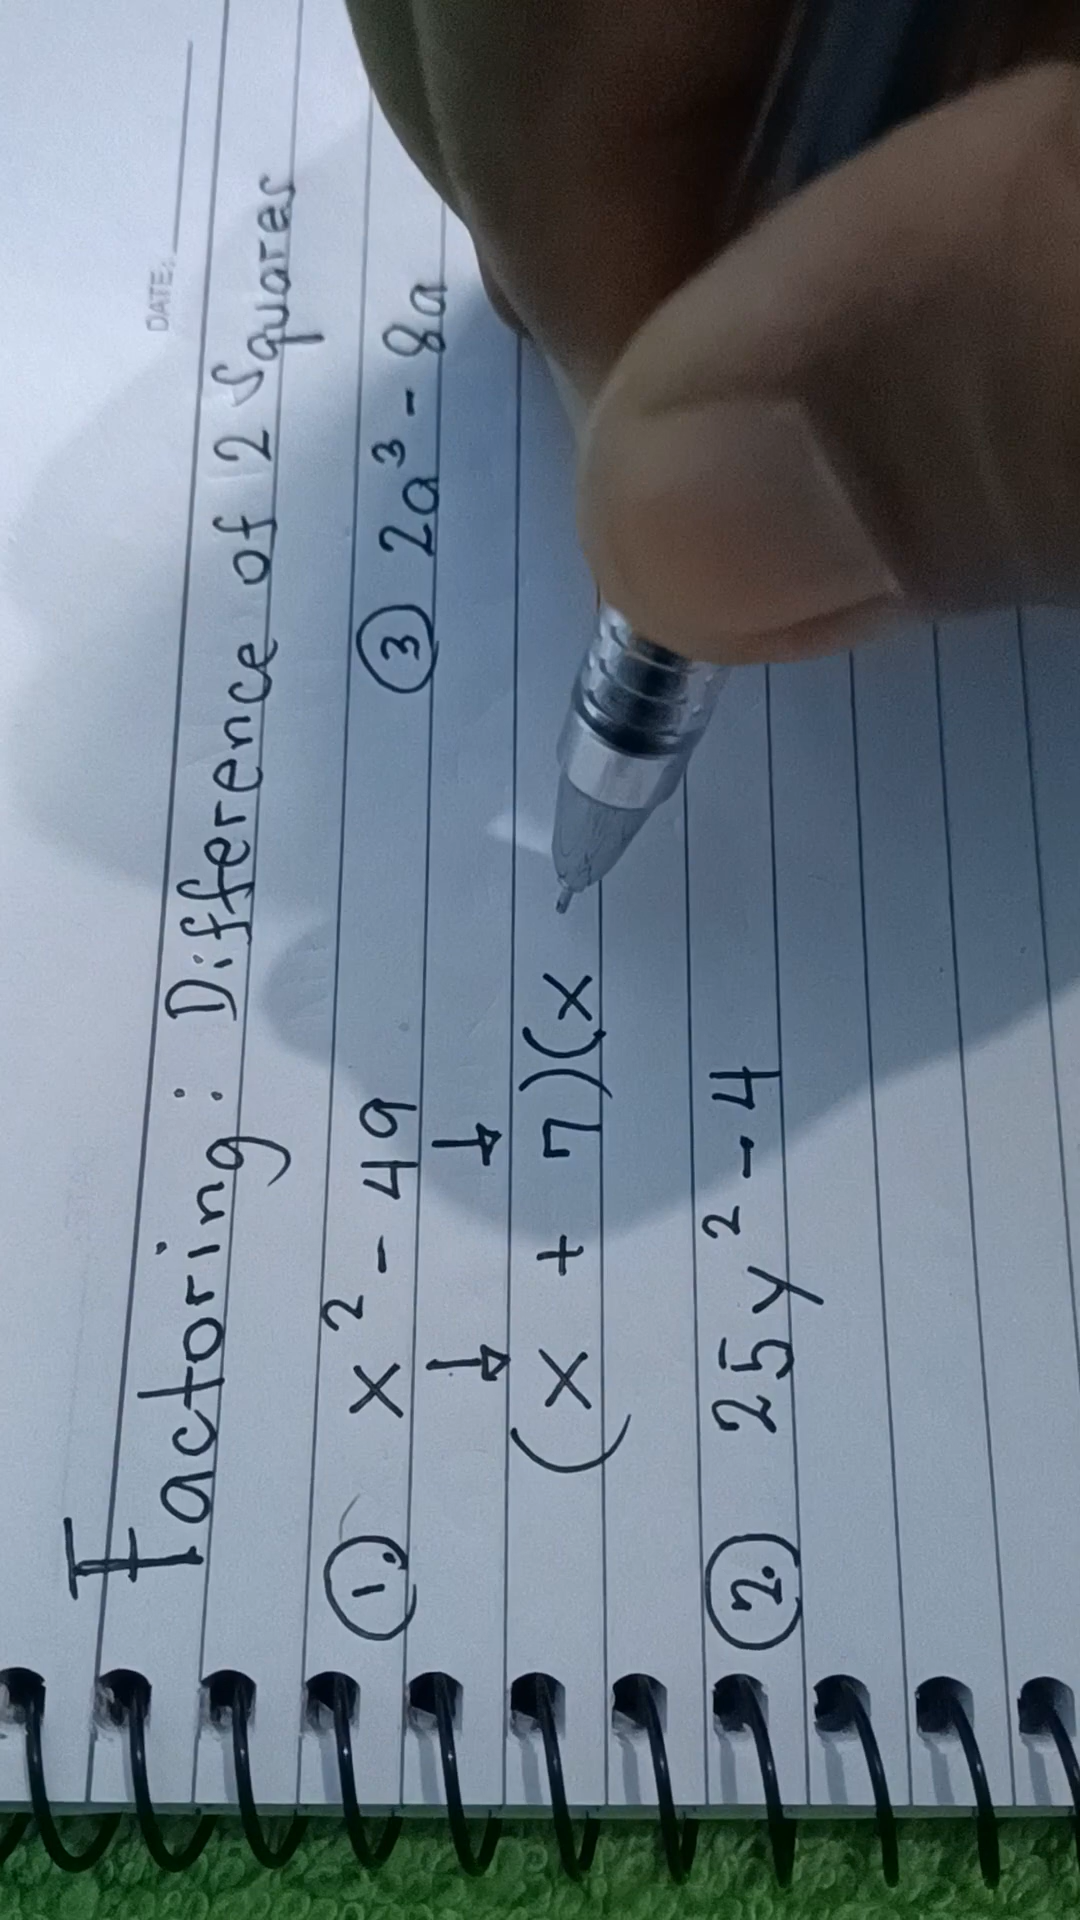 DATE:
Factoring: Difference of 2 Squares
1. x² - 49
(x + 7)(x
2. 25y² - 4
3 2a³ - 8a